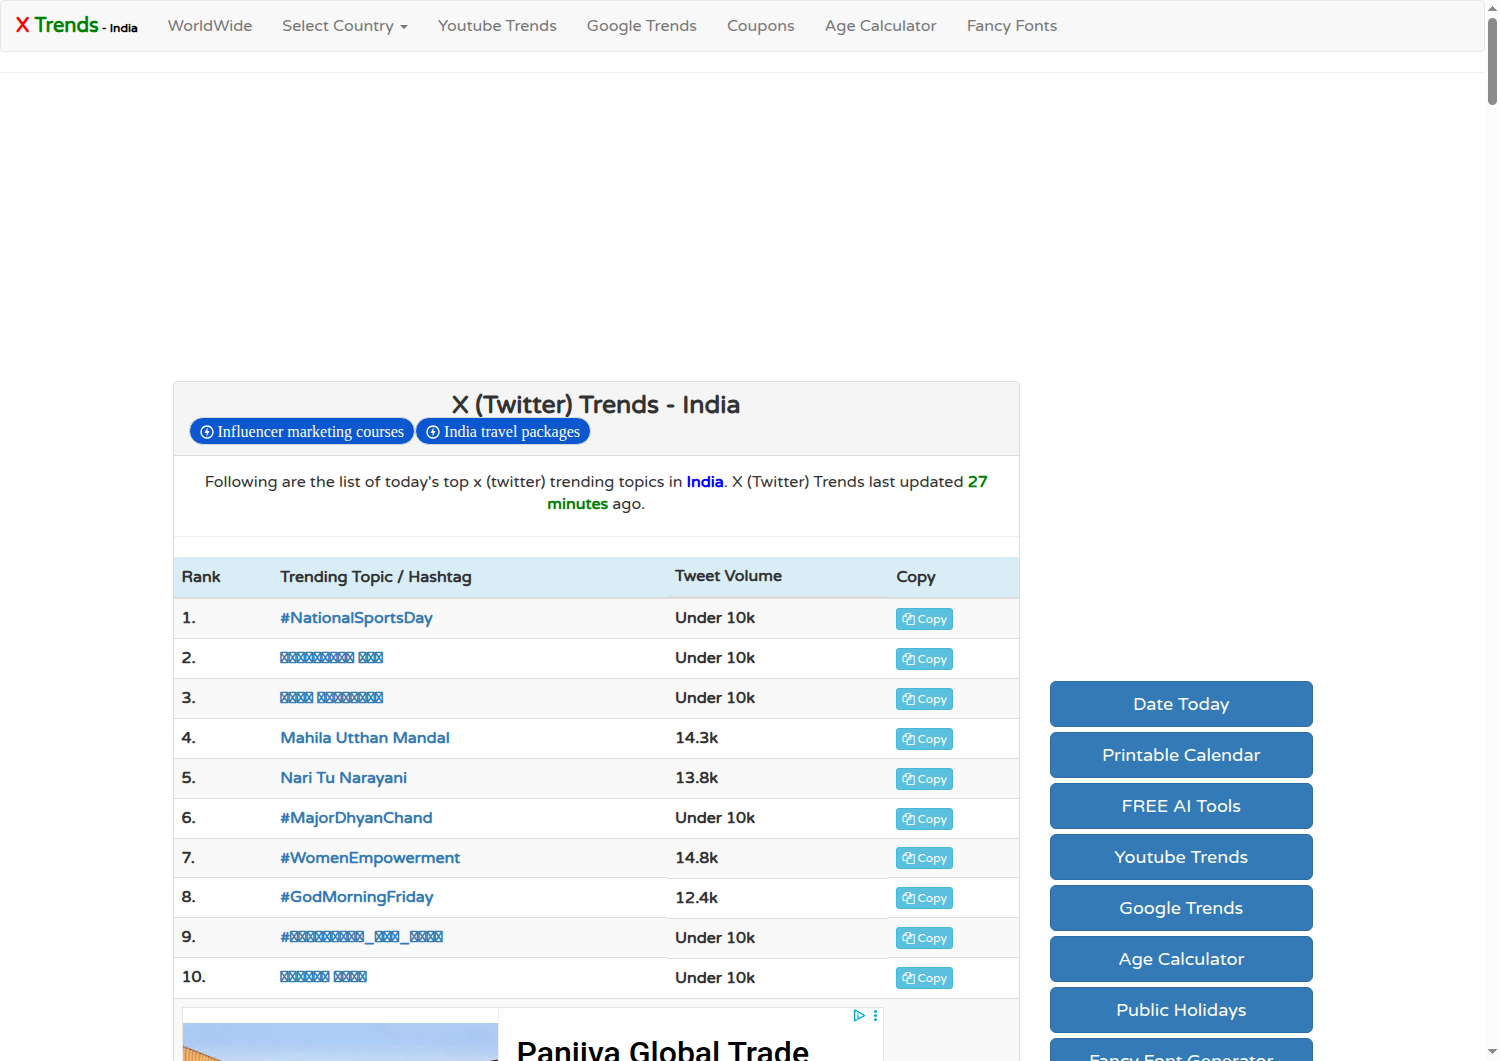 X Trends - India
WorldWide
Select Country
Youtube Trends
Google Trends
Coupons
Age Calculator
Fancy Fonts
X (Twitter) Trends - India
Influencer marketing courses
India travel packages
Following are the list of today's top x (twitter) trending topics in India. X (Twitter) Trends last updated 27
minutes ago.
Rank Trending Topic / Hashtag Tweet Volume Copy
1. #NationalSportsDay Under 10k Copy
2. Under 10k Copy
3. Under 10k Copy
4. Mahila Utthan Mandal 14.3k Copy
5. Nari Tu Narayani 13.8k Copy
6. #MajorDhyanChand Under 10k Copy
7. #WomenEmpowerment 14.8k Copy
8. #GodMorningFriday 12.4k Copy
9. Under 10k Copy
10. Under 10k Copy
Panjiva Global Trade
Date Today
Printable Calendar
FREE AI Tools
Youtube Trends
Google Trends
Age Calculator
Public Holidays
Fancy Font Generator